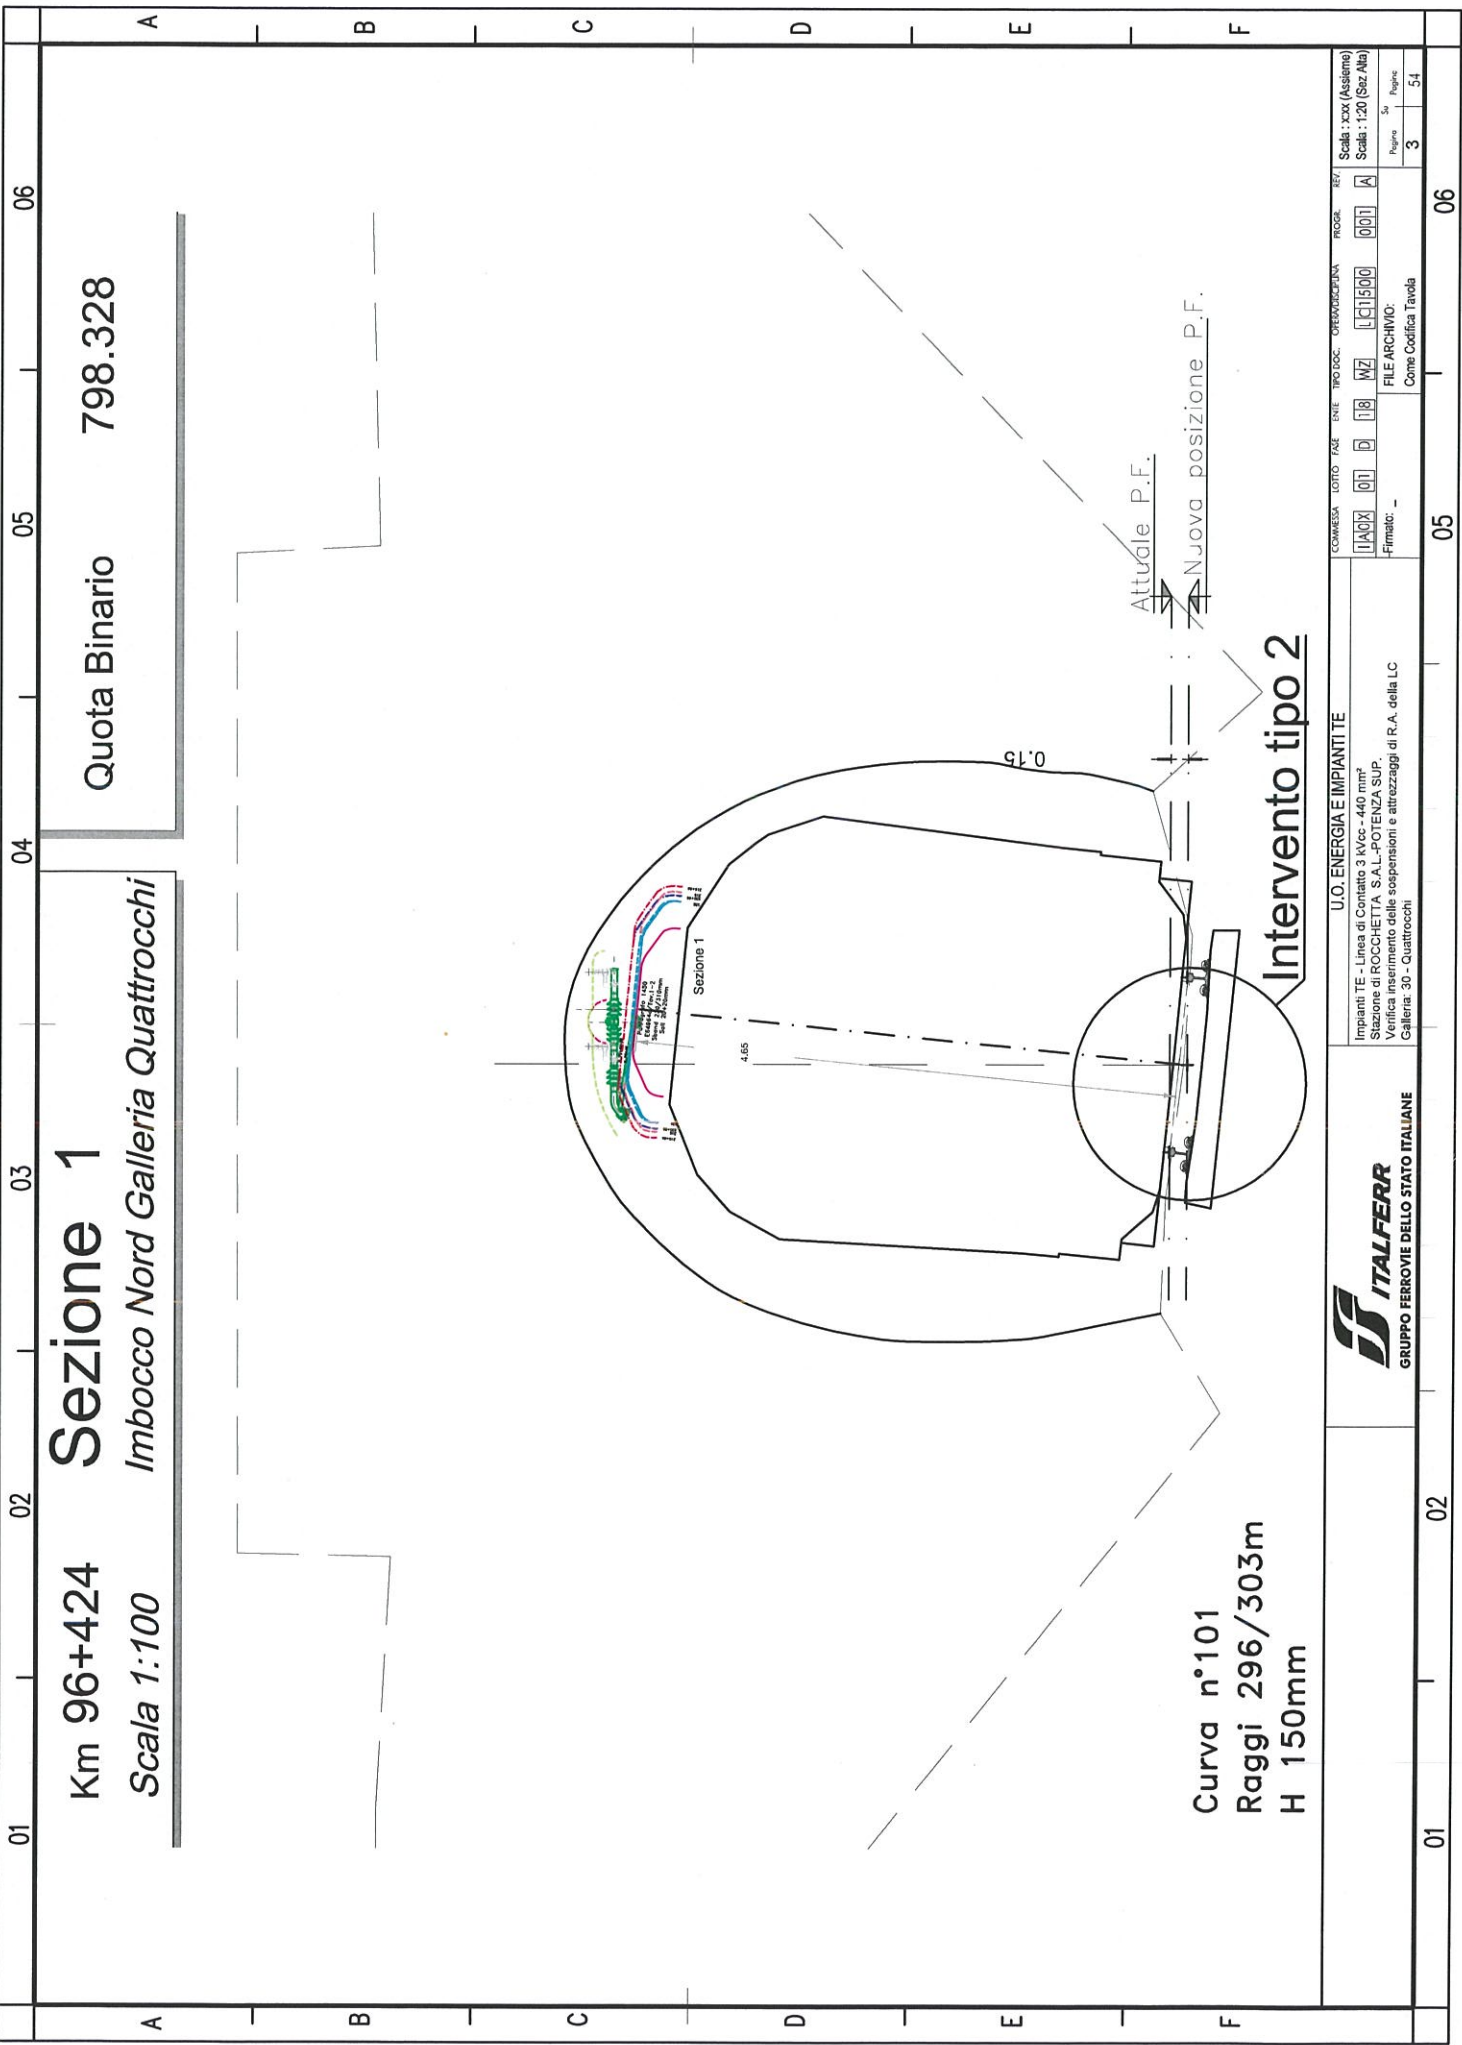 01
02
03
04
05
06
A
B
C
D
E
F
Km 96+424
Sezione 1
Scala 1:100
Imbocco Nord Galleria Quattrocchi
Quota Binario
798.328
Sezione 1
4.65
0.15
Attuale P.F.
Nuova posizione P.F.
Intervento tipo 2
Curva n°101
Raggi 296/303m
H 150mm
ITALFERR
GRUPPO FERROVIE DELLO STATO ITALIANE
U.O. ENERGIA E IMPIANTI TE
Impianti TE - Linea di Contatto 3 kVcc - 440 mm²
Stazione di ROCCHETTA S.A.L.-POTENZA SUP.
Verifica inserimento delle sospensioni e attrezzaggi di R.A. della LC
Galleria: 30 - Quattrocchi
COMMESSA LOTTO FASE ENTE TIPO DOC. OPERA/DISCIPLINA PROGR. REV.
IA0X 01 D 18 WZ LC1500 001 A
Firmato: -
FILE ARCHIVIO:
Come Codifica Tavola
Scala : xxx (Assieme)
Scala : 1:20 (Sez Alta)
Pagina Su Pagine
3 54
A
B
C
D
E
F
01
02
05
06